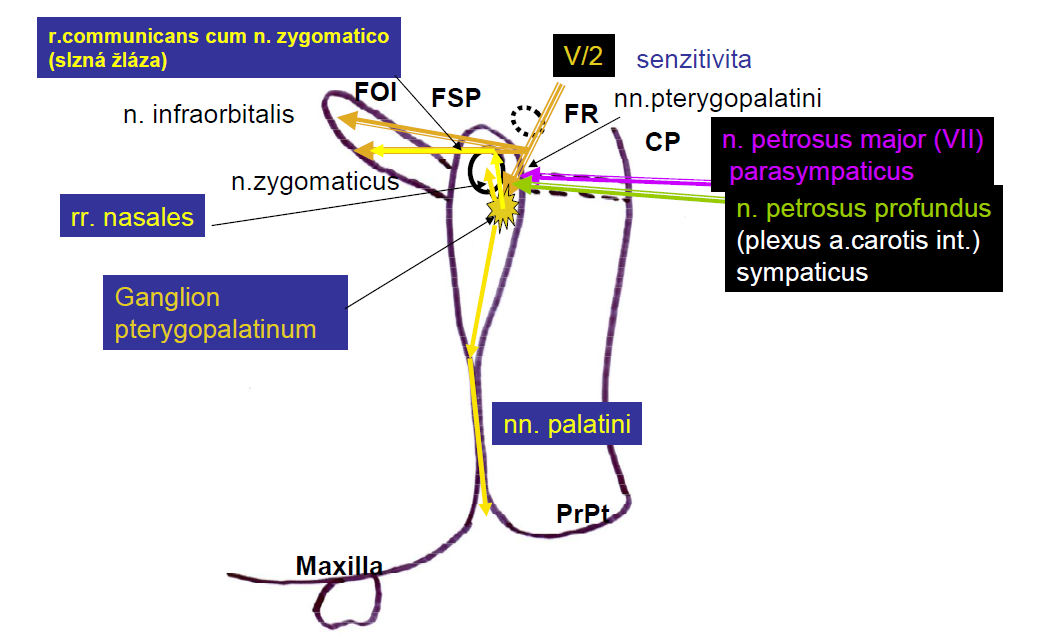 r.communicans cum n. zygomatico
(slzná žláza)
V/2
senzitivita
FOI
FSP
FR
nn.pterygopalatini
n. infraorbitalis
CP
n. petrosus major (VII)
parasympaticus
n.zygomaticus
rr. nasales
n. petrosus profundus
(plexus a.carotis int.)
sympaticus
Ganglion
pterygopalatinum
nn. palatini
PrPt
Maxilla